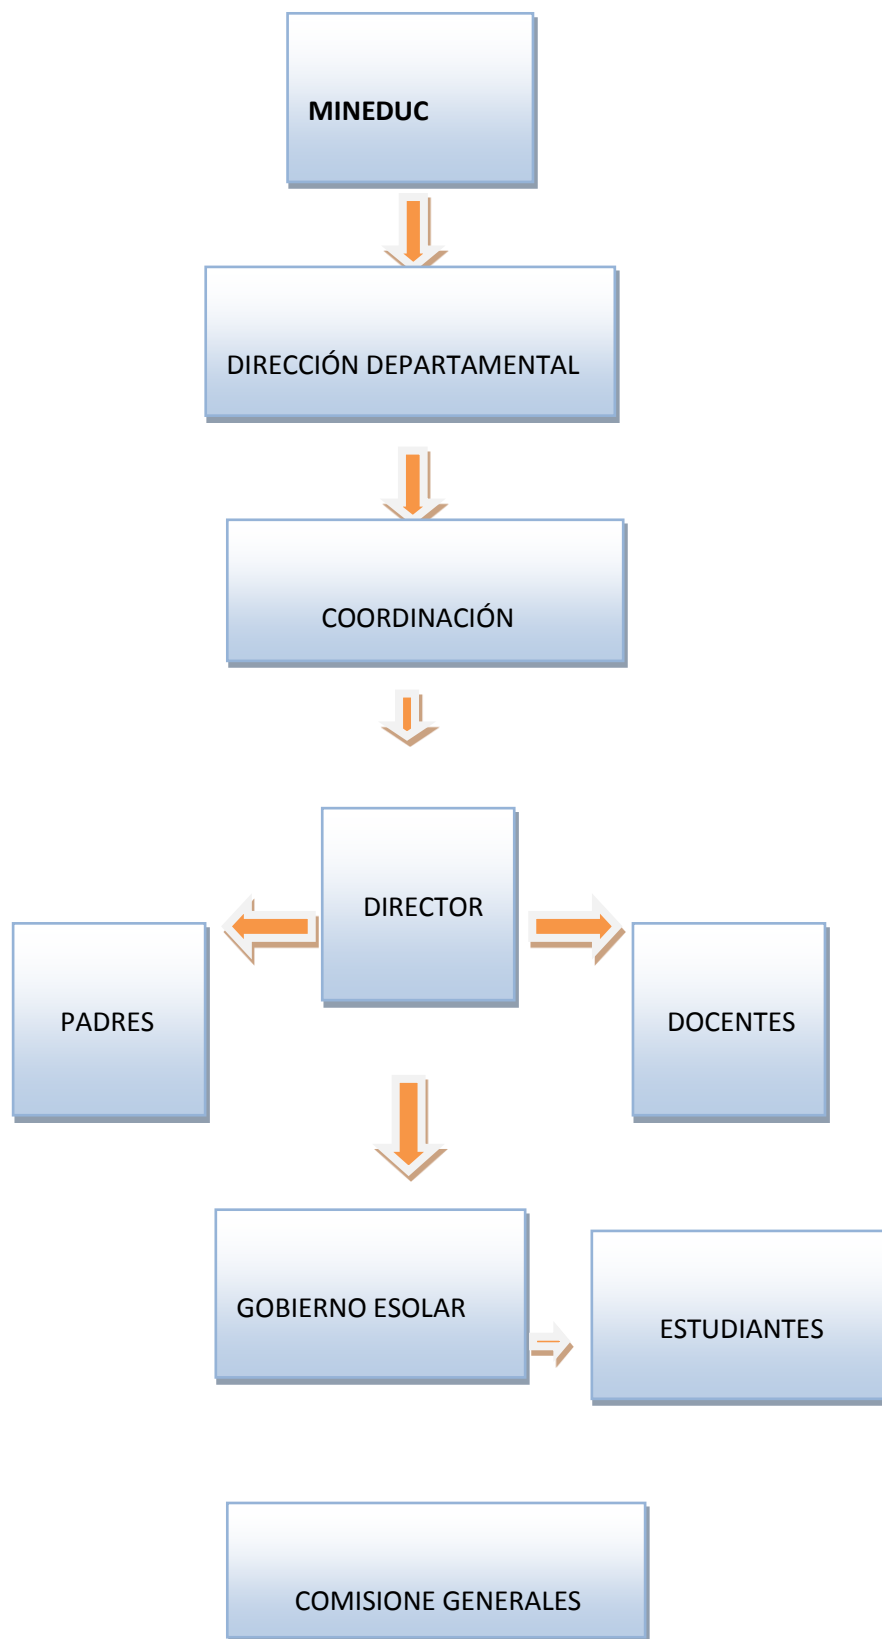 MINEDUC
DIRECCIÓN DEPARTAMENTAL
COORDINACIÓN
DIRECTOR
PADRES
DOCENTES
GOBIERNO ESOLAR
ESTUDIANTES
COMISIONE GENERALES